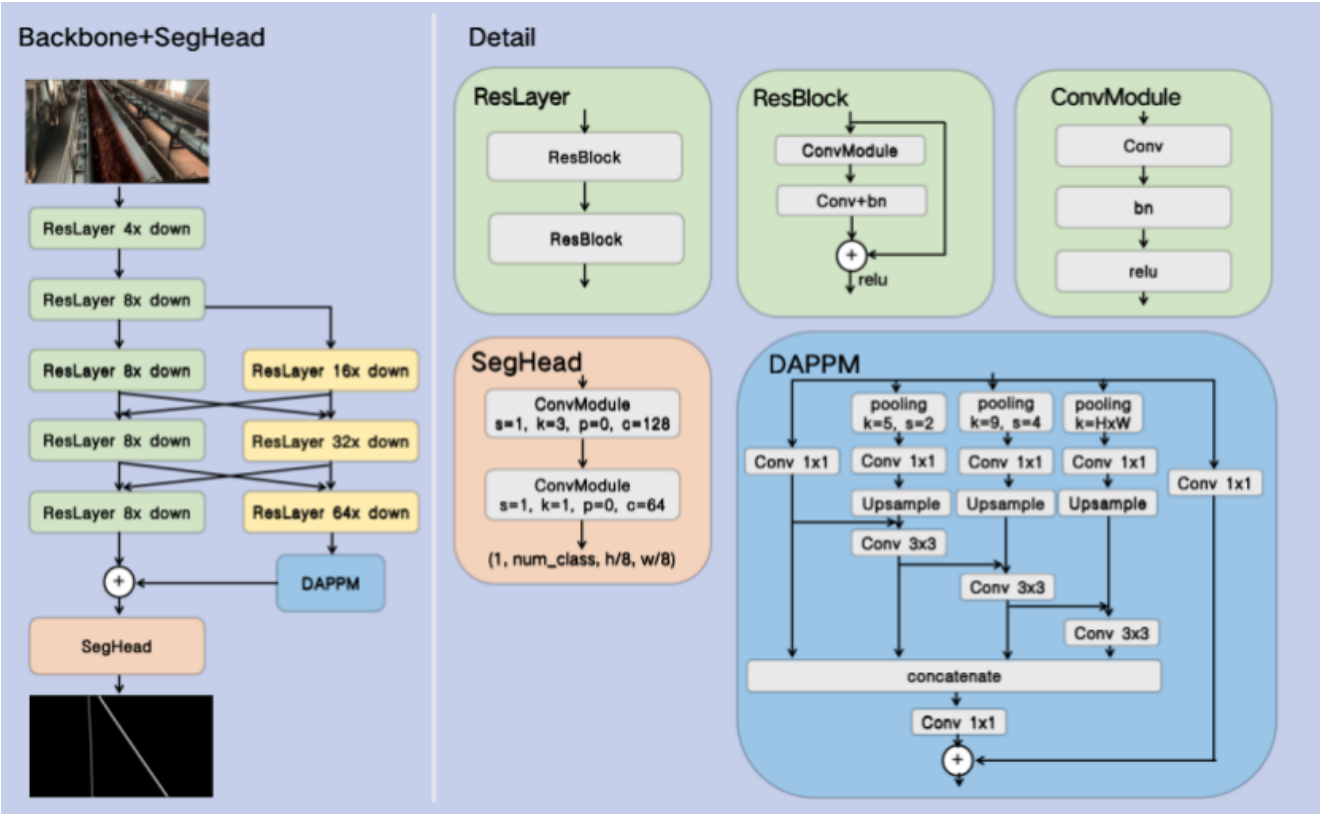 Backbone+SegHead
ResLayer 4x down
ResLayer 8x down
ResLayer 8x down
ResLayer 16x down
ResLayer 8x down
ResLayer 32x down
ResLayer 8x down
ResLayer 64x down
+
DAPPM
SegHead
Detail
ResLayer
ResBlock
ResBlock
ResBlock
ConvModule
Conv+bn
+
relu
ConvModule
Conv
bn
relu
SegHead
ConvModule
s=1, k=3, p=0, c=128
ConvModule
s=1, k=1, p=0, c=64
(1, num_class, h/8, w/8)
DAPPM
pooling
k=5, s=2
pooling
k=9, s=4
pooling
k=HxW
Conv 1x1
Conv 1x1
Conv 1x1
Conv 1x1
Conv 1x1
Upsample
Upsample
Upsample
Conv 3x3
Conv 3x3
Conv 3x3
concatenate
Conv 1x1
+